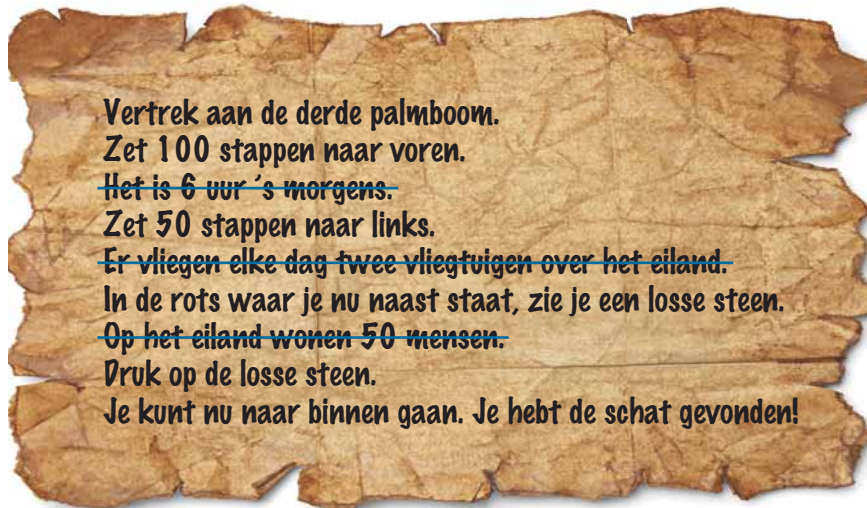 Vertrek aan de derde palmboom.
Zet 100 stappen naar voren.
Het is 6 uur 's morgens.
Zet 50 stappen naar links.
Er vliegen elke dag twee vliegtuigen over het eiland.
In de rots waar je nu naast staat, zie je een losse steen.
Op het eiland wonen 50 mensen.
Druk op de losse steen.
Je kunt nu naar binnen gaan. Je hebt de schat gevonden!